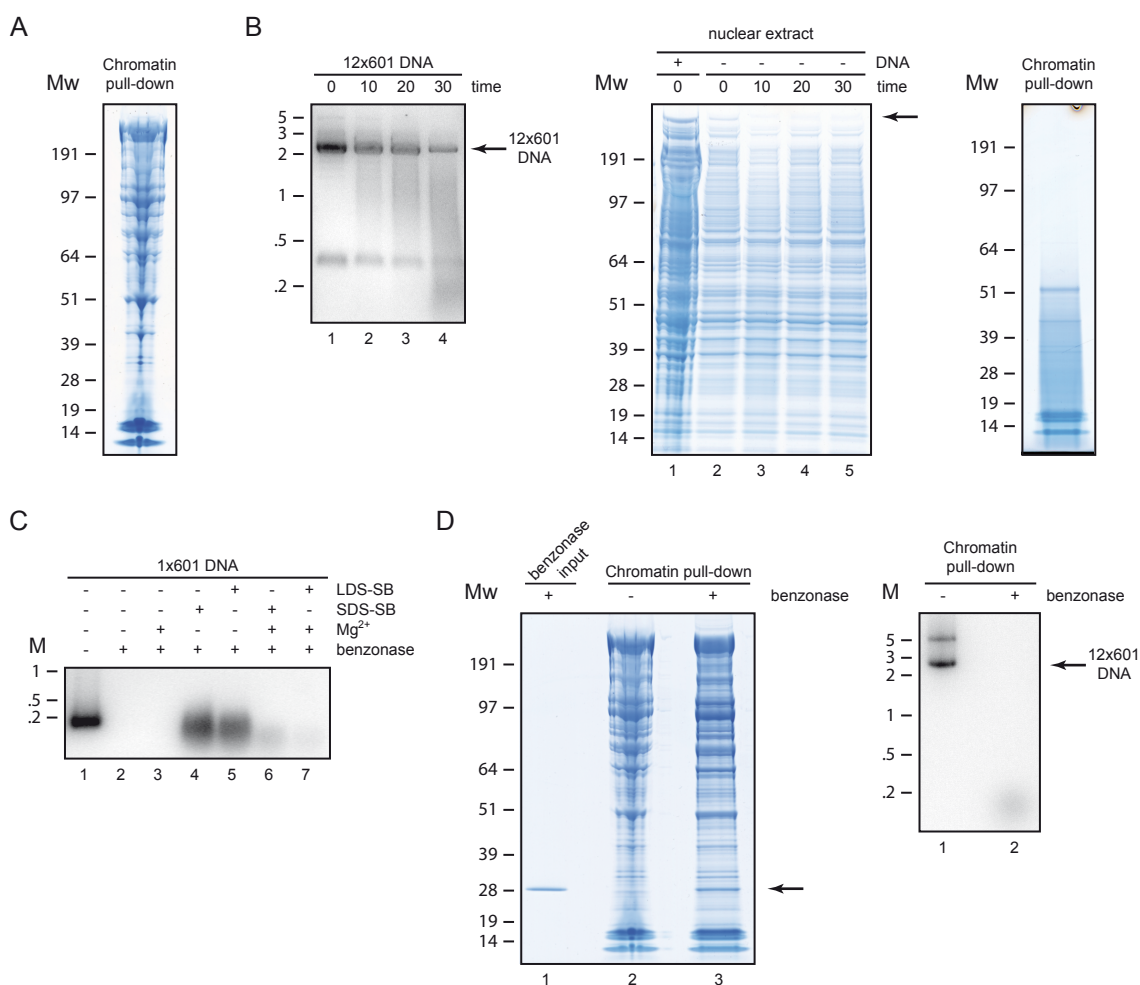 A
Chromatin
pull-down
Mw
191
97
64
51
39
28
19
14
B
12x601 DNA
0 10 20 30 time
5
3
2
1
.5
.2
12x601
DNA
1 2 3 4
nuclear extract
+ - - - - DNA
Mw 0 0 10 20 30 time
191
97
64
51
39
28
19
14
1 2 3 4 5
Chromatin
pull-down
Mw
191
97
64
51
39
28
19
14
C
1x601 DNA
- - - - + - + LDS-SB
- - - + - + - SDS-SB
- - + - - + + Mg2+
- + + + + + + benzonase
M
1
.5
.2
1 2 3 4 5 6 7
D
benzonase
input
Chromatin pull-down
Mw + - + benzonase
191
97
64
51
39
28
19
14
1 2 3
Chromatin
pull-down
M - + benzonase
5
3
2
1
.5
.2
12x601
DNA
1 2